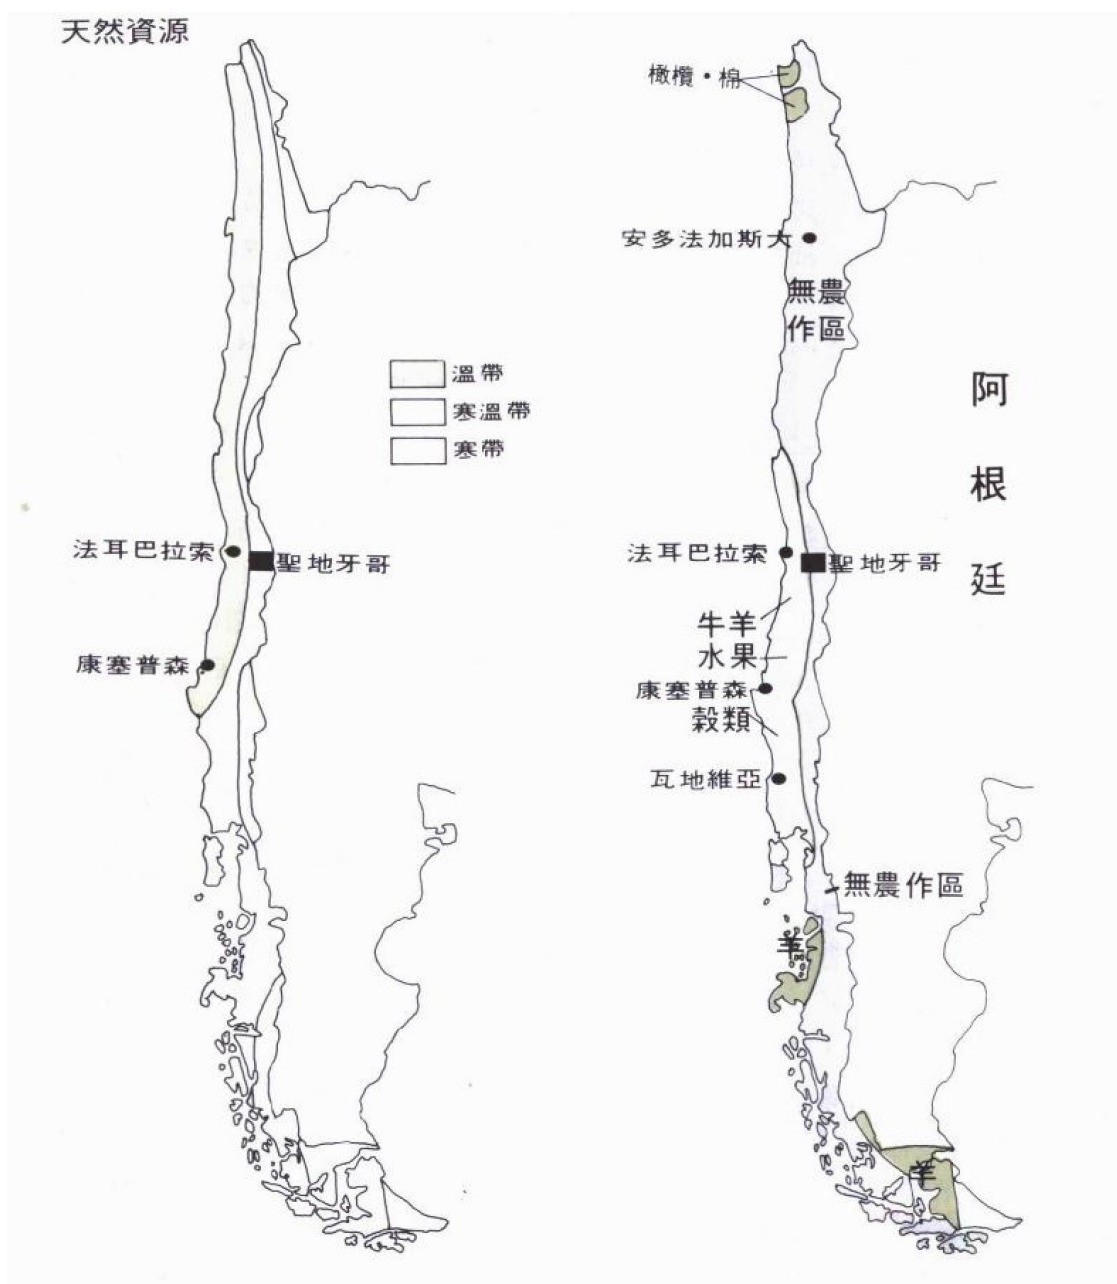 天然資源
溫帶
寒溫帶
寒帶
法耳巴拉索
聖地牙哥
康塞普森
橄欖·棉
安多法加斯大
無農
作區
阿
根
廷
法耳巴拉索
聖地牙哥
牛羊
水果
康塞普森
穀類
瓦地維亞
無農作區
羊
羊